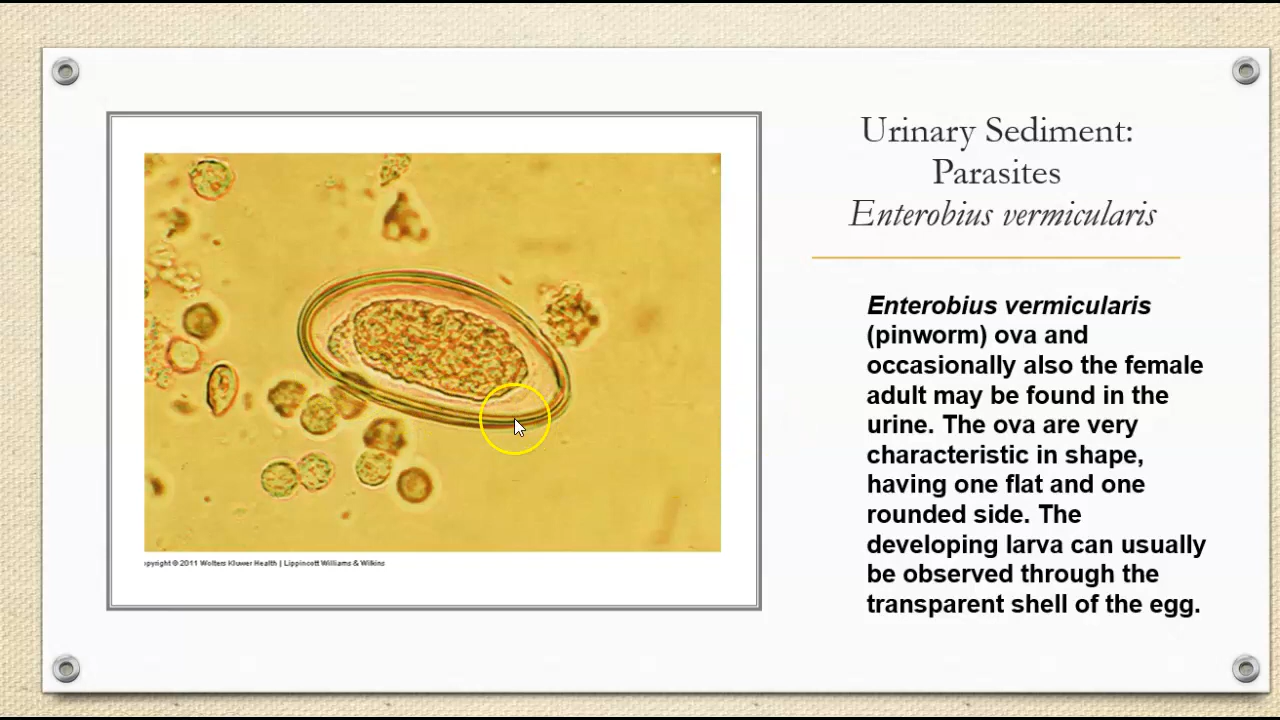 Urinary Sediment:
Parasites
Enterobius vermicularis
Enterobius vermicularis
(pinworm) ova and
occasionally also the female
adult may be found in the
urine. The ova are very
characteristic in shape,
having one flat and one
rounded side. The
developing larva can usually
be observed through the
transparent shell of the egg.
opyright © 2011 Wolters Kluwer Health | Lippincott Williams & Wilkins